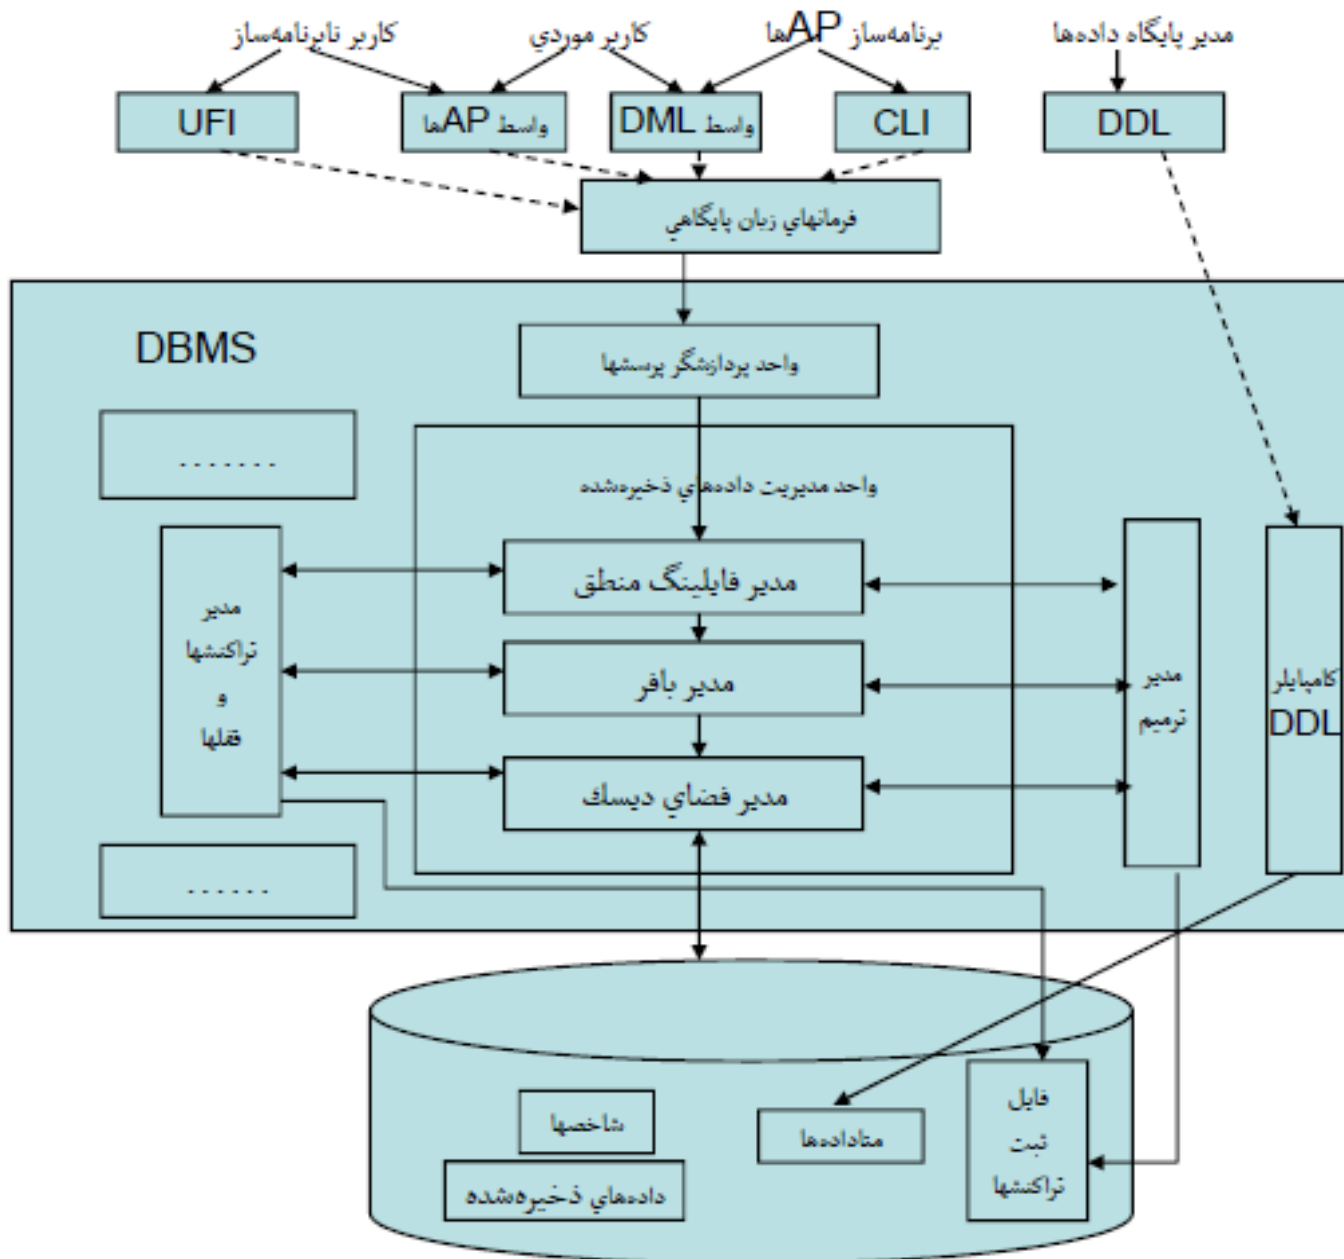 مدیر پایگاه داده‌ها
برنامه‌ساز APها
کاربر موردي
کاربر نابرنامه‌ساز
DDL
CLI
واسط DML
واسط APها
UFI
فرمانهاي زبان پایگاهي
DBMS
واحد پردازشگر پرسشها
.......
واحد مدیریت داده‌هاي ذخیره‌شده
مدیر فایلینگ منطق
مدیر بافر
مدیر فضاي دیسك
مدیر
تراکنشها
و
قفلها
مدیر
ترمیم
کامپایلر
DDL
......
شاخصها
داده‌هاي ذخیره‌شده
متاداده‌ها
فایل
ثبت
تراکنشها